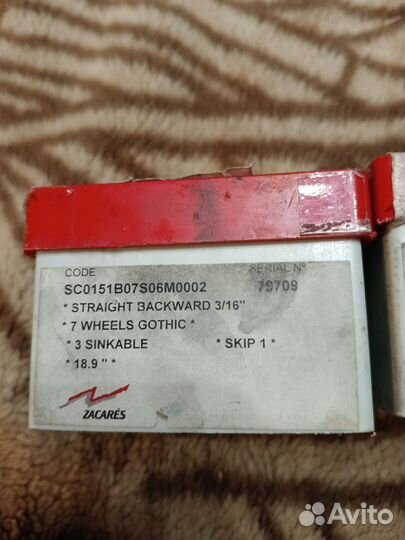 CODE SERIAL Nº
SC0151B07S06M0002 79709
* STRAIGHT BACKWARD 3/16"
* 7 WHEELS GOTHIC *
* 3 SINKABLE * SKIP 1 *
* 18.9 " *
ZACARÉS
Avito